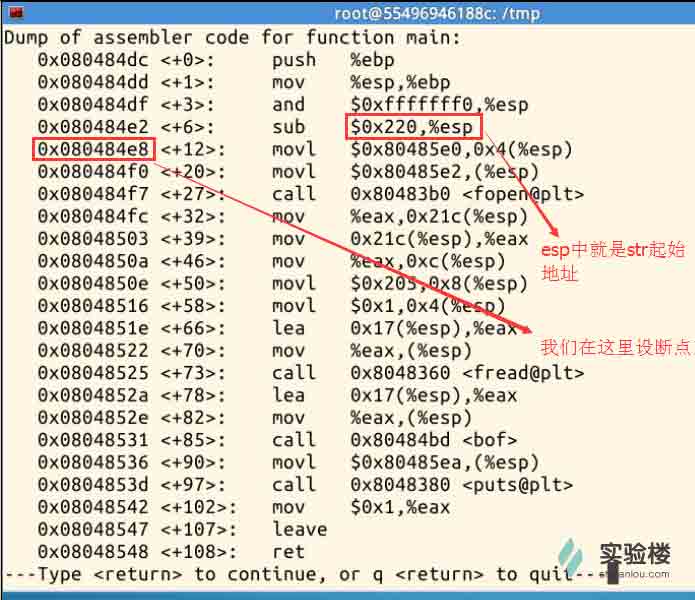 root@55496946188c: /tmp
Dump of assembler code for function main:
0x080484dc <+0>: push %ebp
0x080484dd <+1>: mov %esp,%ebp
0x080484df <+3>: and $0xfffffff0,%esp
0x080484e2 <+6>: sub $0x220,%esp
0x080484e8 <+12>: movl $0x80485e0,0x4(%esp)
0x080484f0 <+20>: movl $0x80485e2,(%esp)
0x080484f7 <+27>: call 0x80483b0 <fopen@plt>
0x080484fc <+32>: mov %eax,0x21c(%esp)
0x08048503 <+39>: mov 0x21c(%esp),%eax
0x0804850a <+46>: mov %eax,0xc(%esp)
0x0804850e <+50>: movl $0x205,0x8(%esp)
0x08048516 <+58>: movl $0x1,0x4(%esp)
0x0804851e <+66>: lea 0x17(%esp),%eax
0x08048522 <+70>: mov %eax,(%esp)
0x08048525 <+73>: call 0x8048360 <fread@plt>
0x0804852a <+78>: lea 0x17(%esp),%eax
0x0804852e <+82>: mov %eax,(%esp)
0x08048531 <+85>: call 0x80484bd <bof>
0x08048536 <+90>: movl $0x80485ea,(%esp)
0x0804853d <+97>: call 0x8048380 <puts@plt>
0x08048542 <+102>: mov $0x1,%eax
0x08048547 <+107>: leave
0x08048548 <+108>: ret
---Type <return> to continue, or q <return> to quit--
esp中就是str起始
地址
我们在这里设断点
实验楼